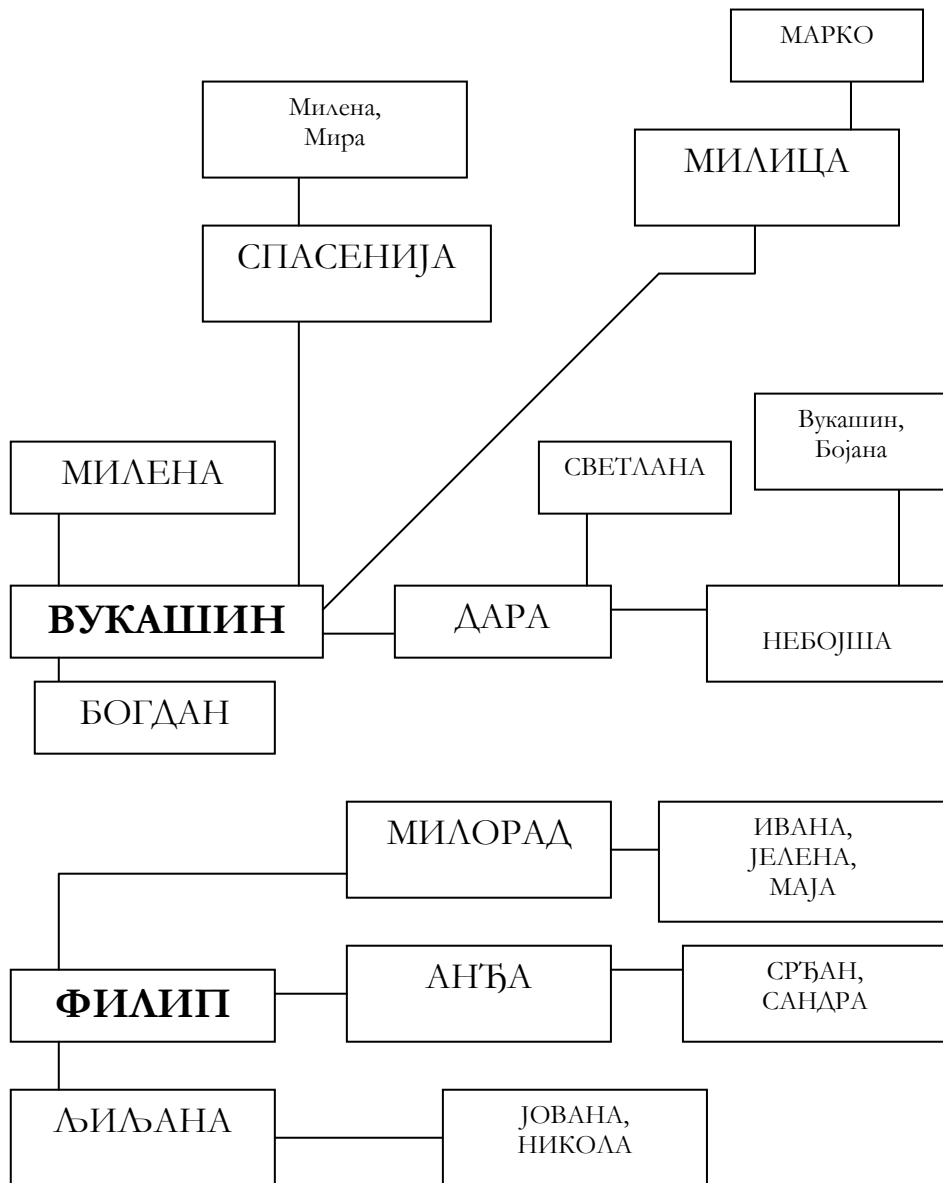 МАРКО
Милена,
Мира
МИЛИЦА
СПАСЕНИЈА
Вукашин,
Бојана
МИЛЕНА
СВЕТЛАНА
ВУКАШИН
ДАРА
НЕБОЈША
БОГДАН
МИЛОРАД
ИВАНА,
ЈЕЛЕНА,
МАЈА
АНЂА
СРЂАН,
САНДРА
ФИЛИП
ЉИЉАНА
ЈОВАНА,
НИКОЛА